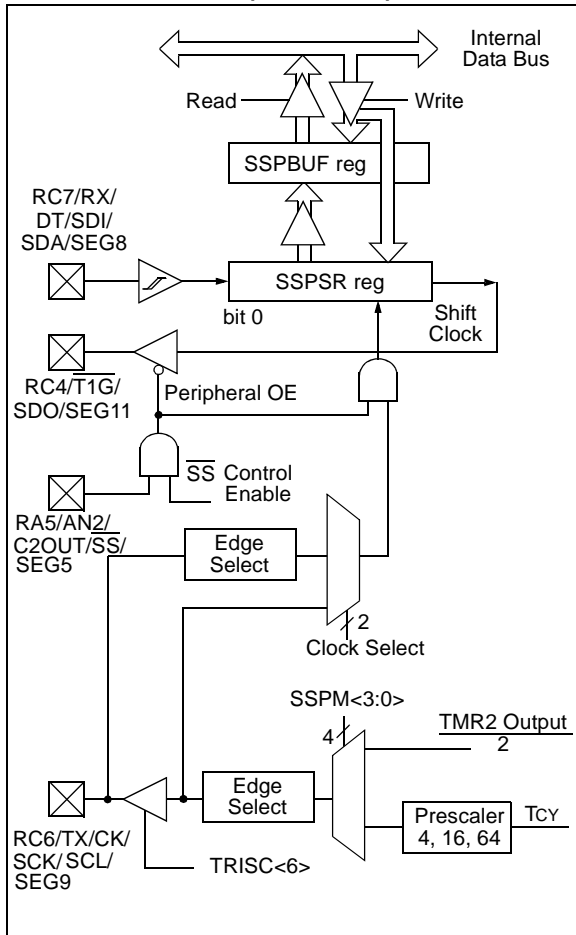 Internal
Data Bus
Read
Write
SSPBUF reg
RC7/RX/
DT/SDI/
SDA/SEG8
SSPSR reg
bit 0
Shift
Clock
RC4/T1G/
SDO/SEG11
Peripheral OE
SS Control
Enable
RA5/AN2/
C2OUT/SS/
SEG5
Edge
Select
2
Clock Select
SSPM<3:0>
4
TMR2 Output
2
Edge
Select
Prescaler
4, 16, 64
TCY
RC6/TX/CK/
SCK/SCL/
SEG9
TRISC<6>